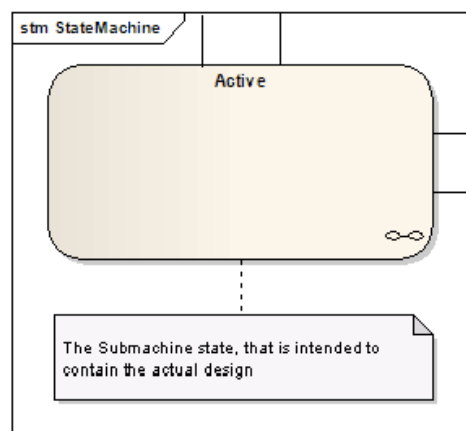 stm StateMachine
Active
The Submachine state, that is intended to
contain the actual design